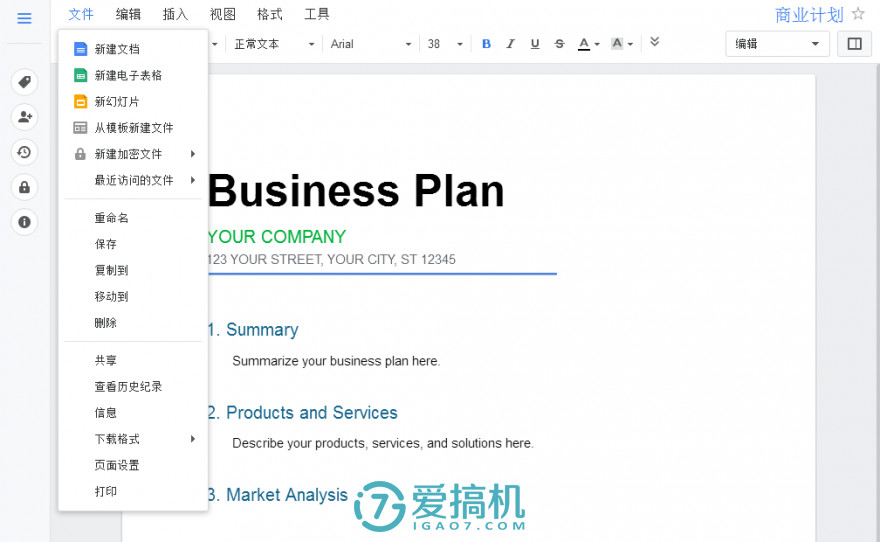 文件 编辑 插入 视图 格式 工具
商业计划
正常文本 Arial 38 B I U S A A
编辑
新建文档
新建电子表格
新幻灯片
从模板新建文件
新建加密文件
最近访问的文件
重命名
保存
复制到
移动到
删除
共享
查看历史纪录
信息
下载格式
页面设置
打印
Business Plan
YOUR COMPANY
123 YOUR STREET, YOUR CITY, ST 12345
1. Summary
Summarize your business plan here.
2. Products and Services
Describe your products, services, and solutions here.
3. Market Analysis
i7G 爱搞机
IGAO7.COM